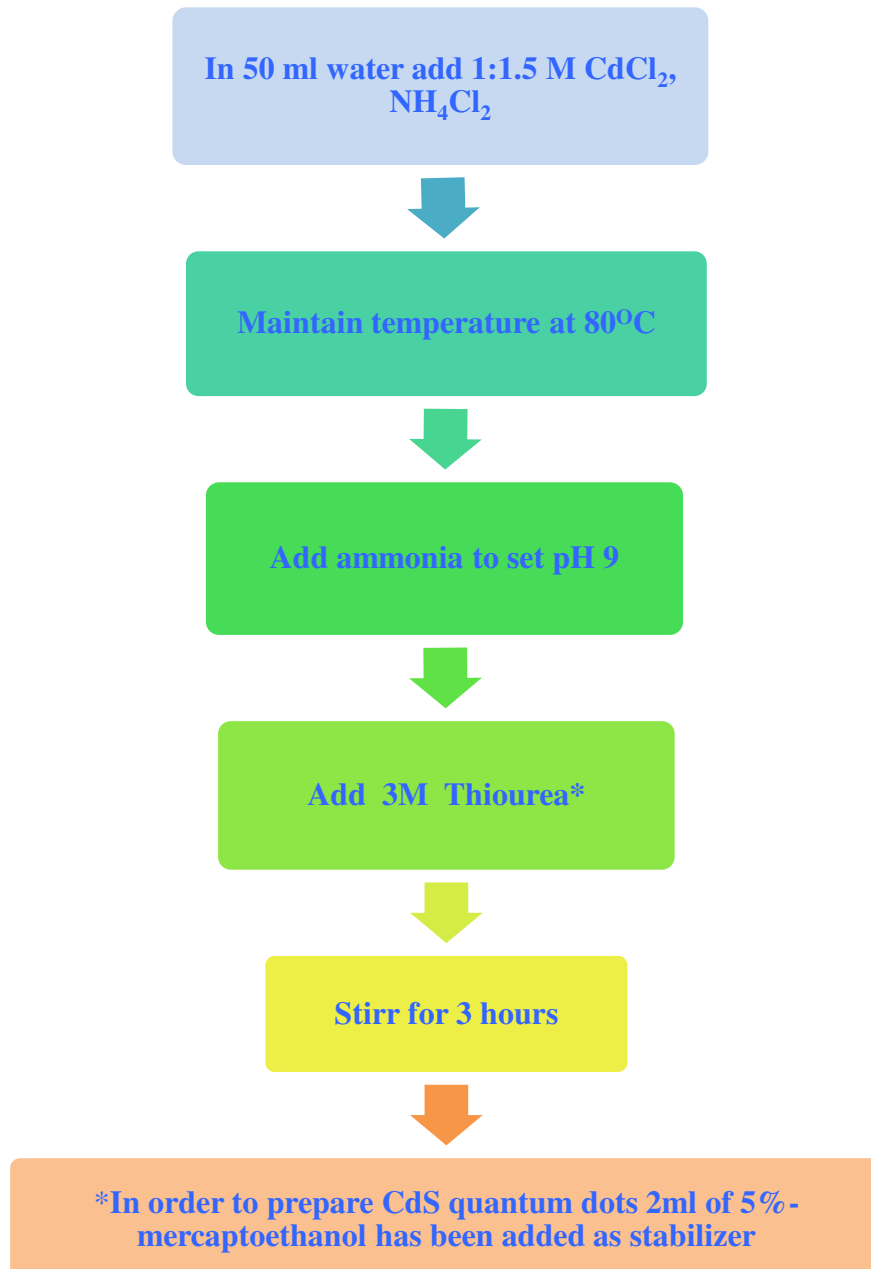 In 50 ml water add 1:1.5 M CdCl₂,
NH₄Cl₂
Maintain temperature at 80ᴼC
Add ammonia to set pH 9
Add 3M Thiourea*
Stirr for 3 hours
*In order to prepare CdS quantum dots 2ml of 5%-
mercaptoethanol has been added as stabilizer